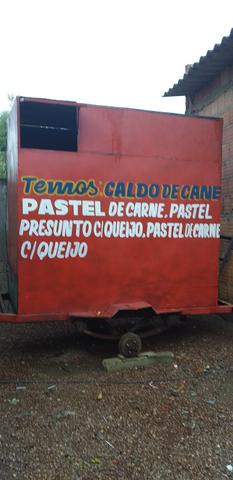 Temos CALDO DE CANE
PASTEL DE CARNE, PASTEL
PRESUNTO C/QUEIJO, PASTEL DE CARNE
C/QUEIJO